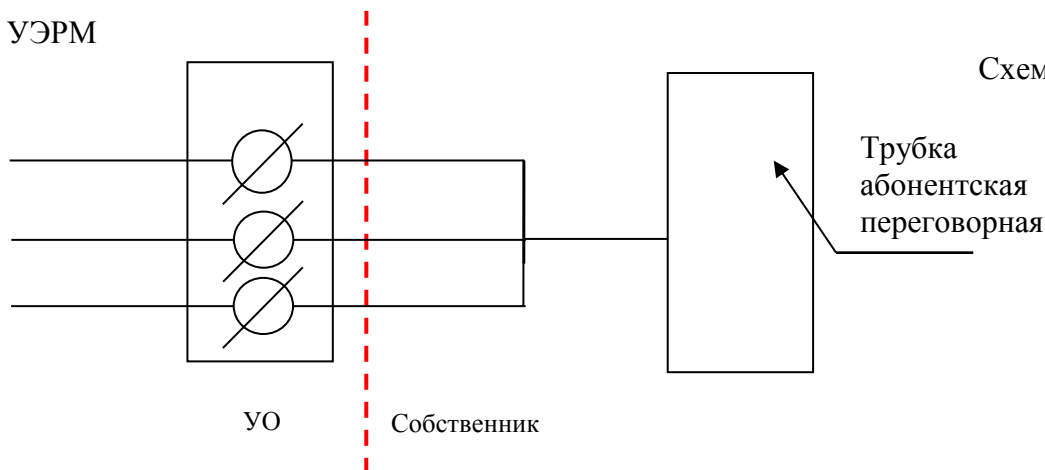 УЭРМ
Схем
Трубка
абонентская
переговорная
УО
Собственник